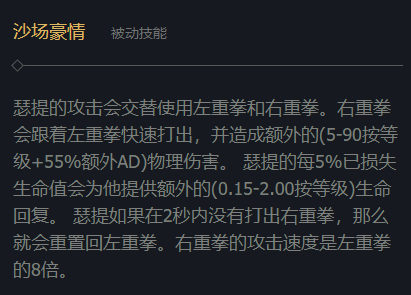 沙场豪情 被动技能
瑟提的攻击会交替使用左重拳和右重拳。右重拳
会跟着左重拳快速打出，并造成额外的(5-90按等
级+55%额外AD)物理伤害。 瑟提的每5%已损失
生命值会为他提供额外的(0.15-2.00按等级)生命
回复。 瑟提如果在2秒内没有打出右重拳，那么
就会重置回左重拳。右重拳的攻击速度是左重拳
的8倍。